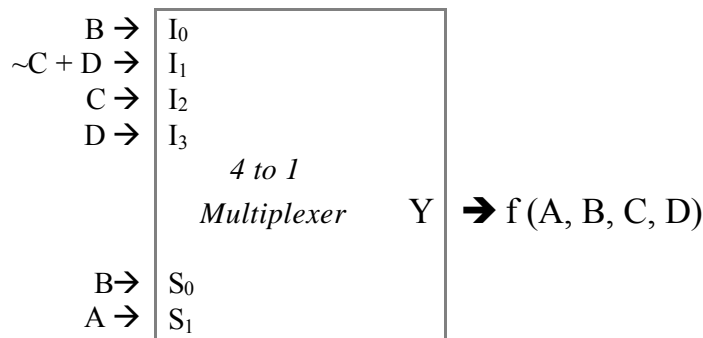 B → I₀
~C + D → I₁
C → I₂
D → I₃
4 to 1
Multiplexer Y ➔ f (A, B, C, D)
B→ S₀
A → S₁